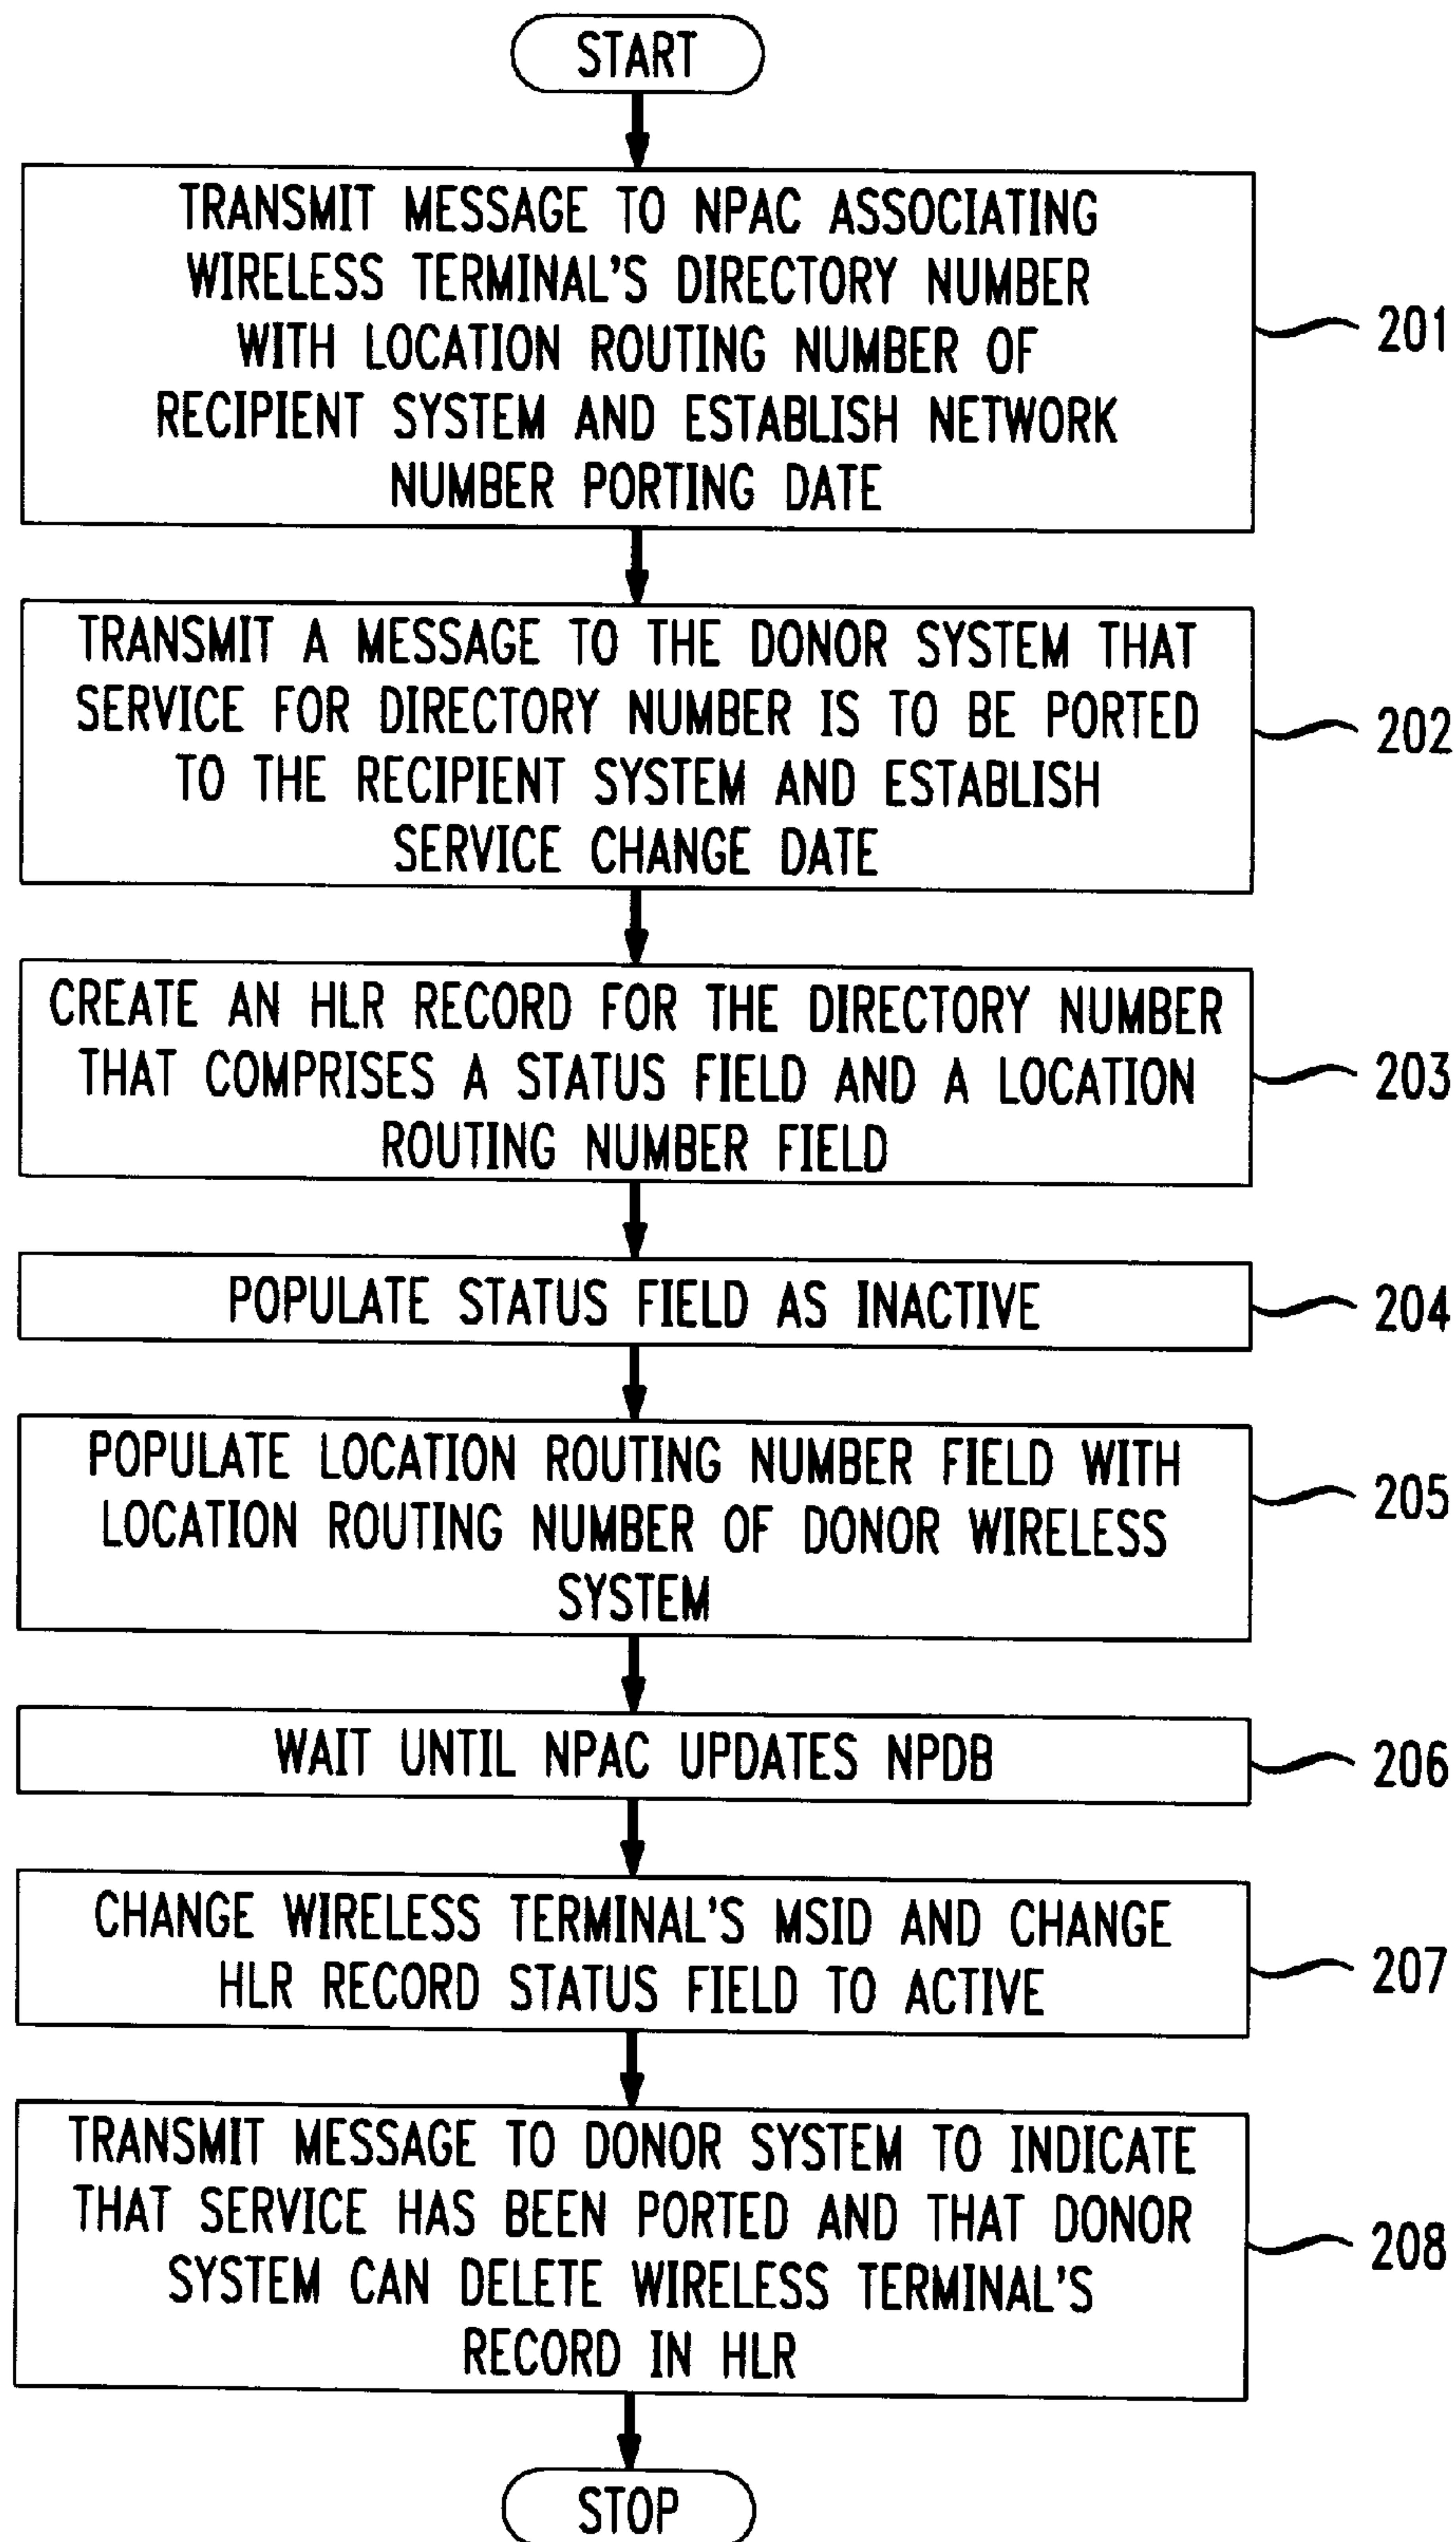 START
TRANSMIT MESSAGE TO NPAC ASSOCIATING
WIRELESS TERMINAL'S DIRECTORY NUMBER
WITH LOCATION ROUTING NUMBER OF
RECIPIENT SYSTEM AND ESTABLISH NETWORK
NUMBER PORTING DATE
201
TRANSMIT A MESSAGE TO THE DONOR SYSTEM THAT
SERVICE FOR DIRECTORY NUMBER IS TO BE PORTED
TO THE RECIPIENT SYSTEM AND ESTABLISH
SERVICE CHANGE DATE
202
CREATE AN HLR RECORD FOR THE DIRECTORY NUMBER
THAT COMPRISES A STATUS FIELD AND A LOCATION
ROUTING NUMBER FIELD
203
POPULATE STATUS FIELD AS INACTIVE
204
POPULATE LOCATION ROUTING NUMBER FIELD WITH
LOCATION ROUTING NUMBER OF DONOR WIRELESS
SYSTEM
205
WAIT UNTIL NPAC UPDATES NPDB
206
CHANGE WIRELESS TERMINAL'S MSID AND CHANGE
HLR RECORD STATUS FIELD TO ACTIVE
207
TRANSMIT MESSAGE TO DONOR SYSTEM TO INDICATE
THAT SERVICE HAS BEEN PORTED AND THAT DONOR
SYSTEM CAN DELETE WIRELESS TERMINAL'S
RECORD IN HLR
208
STOP